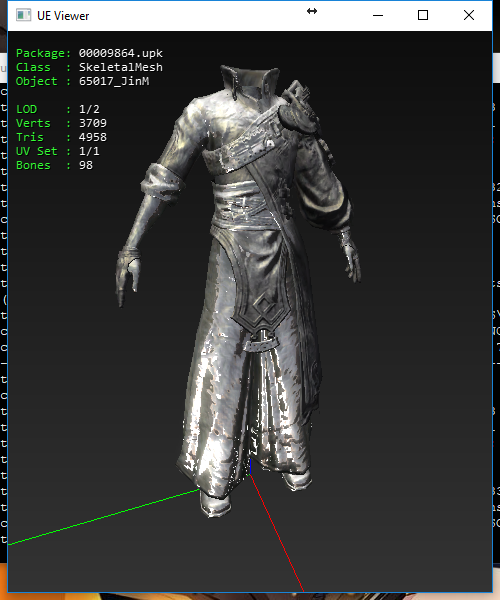 UE Viewer
Package: 00009864.upk
Class : SkeletalMesh
Object : 65017_JinM
LOD : 1/2
Verts : 3709
Tris : 4958
UV Set : 1/1
Bones : 98